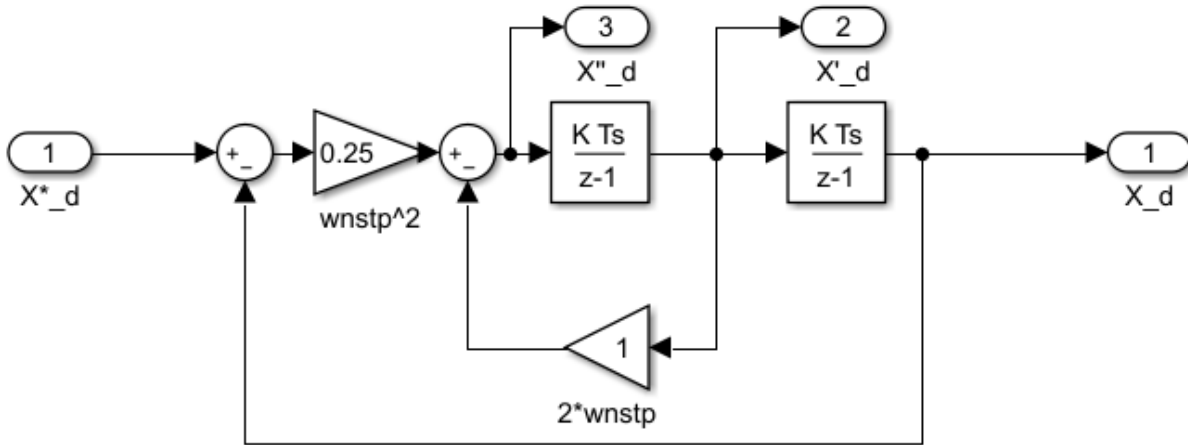 3
X''_d
2
X'_d
1
X*_d
+
_
0.25
wnstp^2
+
_
K Ts
z-1
K Ts
z-1
1
X_d
1
2*wnstp